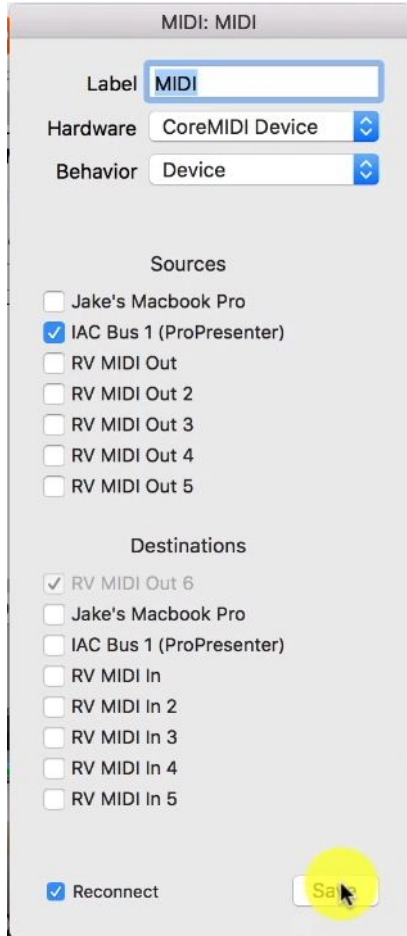 MIDI: MIDI
Label MIDI
Hardware CoreMIDI Device
Behavior Device
Sources
Jake's Macbook Pro
IAC Bus 1 (ProPresenter)
RV MIDI Out
RV MIDI Out 2
RV MIDI Out 3
RV MIDI Out 4
RV MIDI Out 5
Destinations
RV MIDI Out 6
Jake's Macbook Pro
IAC Bus 1 (ProPresenter)
RV MIDI In
RV MIDI In 2
RV MIDI In 3
RV MIDI In 4
RV MIDI In 5
Reconnect Save